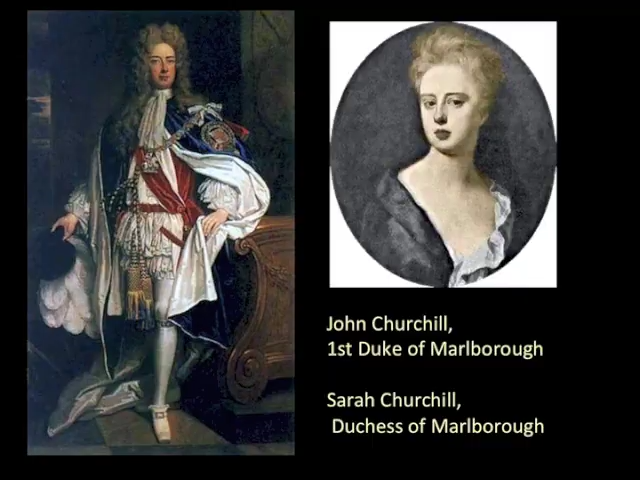 John Churchill,
1st Duke of Marlborough
Sarah Churchill,
Duchess of Marlborough